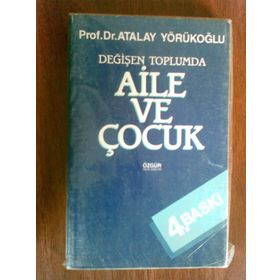 Prof.Dr.ATALAY YÖRÜKOĞLU
DEĞİŞEN TOPLUMDA
AİLE
VE
ÇOCUK
ÖZGÜR
4. BASKI